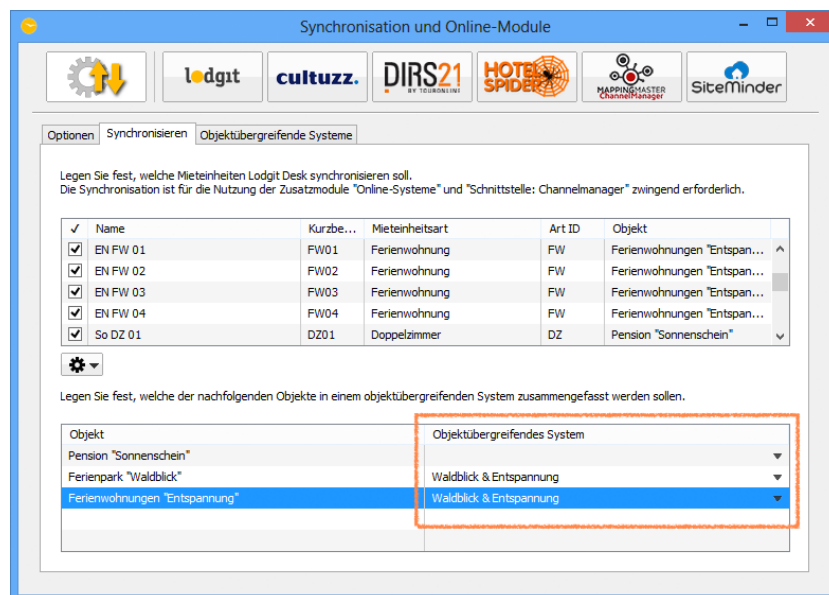 Synchronisation und Online-Module
lodgit
cultuzz.
DIRS21
BY TOURONLINE
HOTEL
SPIDER
MAPPINGMASTER
ChannelManager
SiteMinder
Optionen Synchronisieren Objektübergreifende Systeme
Legen Sie fest, welche Mieteinheiten Lodgit Desk synchronisieren soll.
Die Synchronisation ist für die Nutzung der Zusatzmodule "Online-Systeme" und "Schnittstelle: Channelmanager" zwingend erforderlich.
✓ Name Kurzbe... Mieteinheitsart Art ID Objekt
EN FW 01 FW01 Ferienwohnung FW Ferienwohnungen "Entspan...
EN FW 02 FW02 Ferienwohnung FW Ferienwohnungen "Entspan...
EN FW 03 FW03 Ferienwohnung FW Ferienwohnungen "Entspan...
EN FW 04 FW04 Ferienwohnung FW Ferienwohnungen "Entspan...
So DZ 01 DZ01 Doppelzimmer DZ Pension "Sonnenschein"
Legen Sie fest, welche der nachfolgenden Objekte in einem objektübergreifenden System zusammengefasst werden sollen.
Objekt Objektübergreifendes System
Pension "Sonnenschein"
Ferienpark "Waldblick" Waldblick & Entspannung
Ferienwohnungen "Entspannung" Waldblick & Entspannung